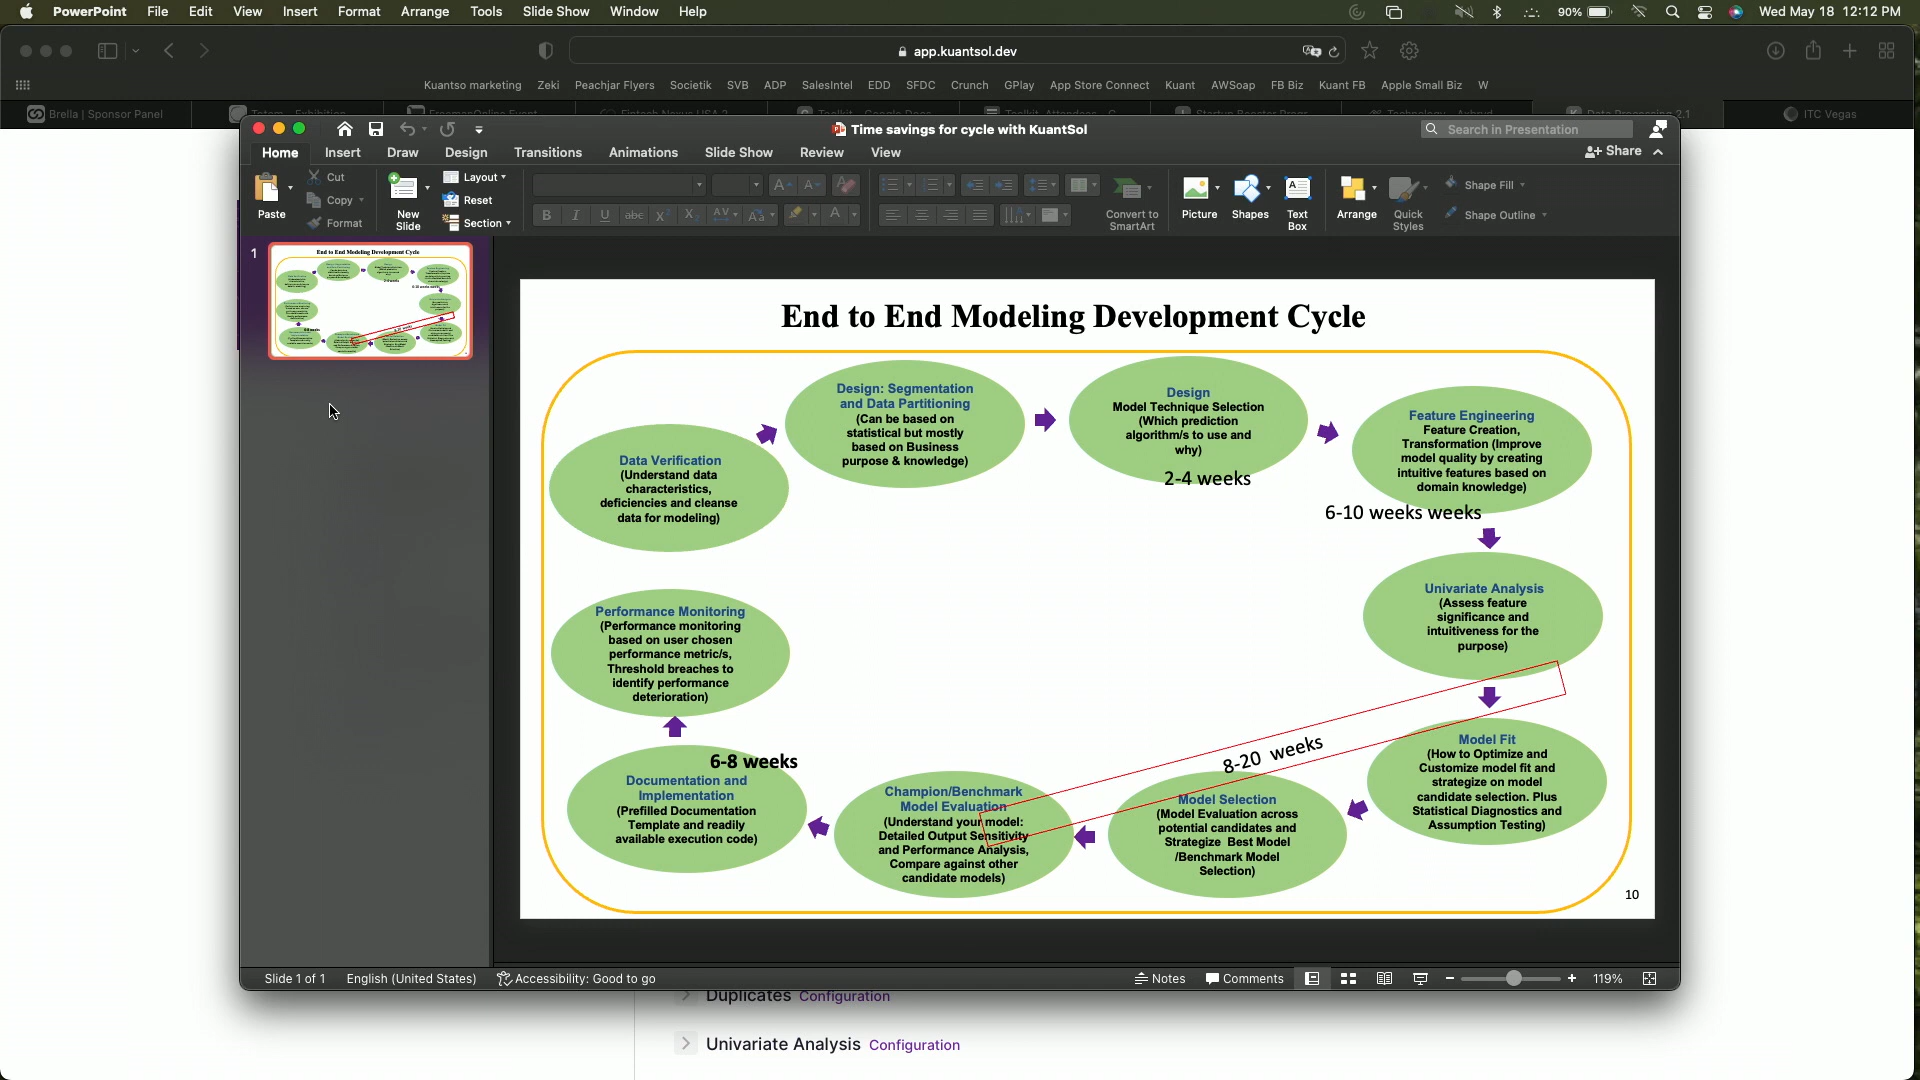 PowerPoint File Edit View Insert Format Arrange Tools Slide Show Window Help 90% Wed May 18 12:12 PM
app.kuantsol.dev
Kuantso marketing Zeki Peachjar Flyers Societik SVB ADP SalesIntel EDD SFDC Crunch GPlay App Store Connect Kuant AWSoap FB Biz Kuant FB Apple Small Biz W
Brella | Sponsor Panel ITC Vegas
Time savings for cycle with KuantSol
Search in Presentation
Home Insert Draw Design Transitions Animations Slide Show Review View Share
Paste
Cut
Copy
Format
New
Slide
Layout
Reset
Section
B I U abc X² X₂ AV Aa A
Convert to
SmartArt
Picture
Shapes
Text
Box
Arrange
Quick
Styles
Shape Fill
Shape Outline
1
End to End Modeling Development Cycle
End to End Modeling Development Cycle
Data Verification
(Understand data
characteristics,
deficiencies and cleanse
data for modeling)
Design: Segmentation
and Data Partitioning
(Can be based on
statistical but mostly
based on Business
purpose & knowledge)
Design
Model Technique Selection
(Which prediction
algorithm/s to use and
why)
2-4 weeks
Feature Engineering
Feature Creation,
Transformation (Improve
model quality by creating
intuitive features based on
domain knowledge)
6-10 weeks weeks
Univariate Analysis
(Assess feature
significance and
intuitiveness for the
purpose)
Model Fit
(How to Optimize and
Customize model fit and
strategize on model
candidate selection. Plus
Statistical Diagnostics and
Assumption Testing)
8-20 weeks
Model Selection
(Model Evaluation across
potential candidates and
Strategize Best Model
/Benchmark Model
Selection)
Champion/Benchmark
Model Evaluation
(Understand your model:
Detailed Output Sensitivity
and Performance Analysis,
Compare against other
candidate models)
6-8 weeks
Documentation and
Implementation
(Prefilled Documentation
Template and readily
available execution code)
Performance Monitoring
(Performance monitoring
based on user chosen
performance metric/s,
Threshold breaches to
identify performance
deterioration)
10
Slide 1 of 1 English (United States) Accessibility: Good to go Notes Comments 119%
Duplicates Configuration
Univariate Analysis Configuration